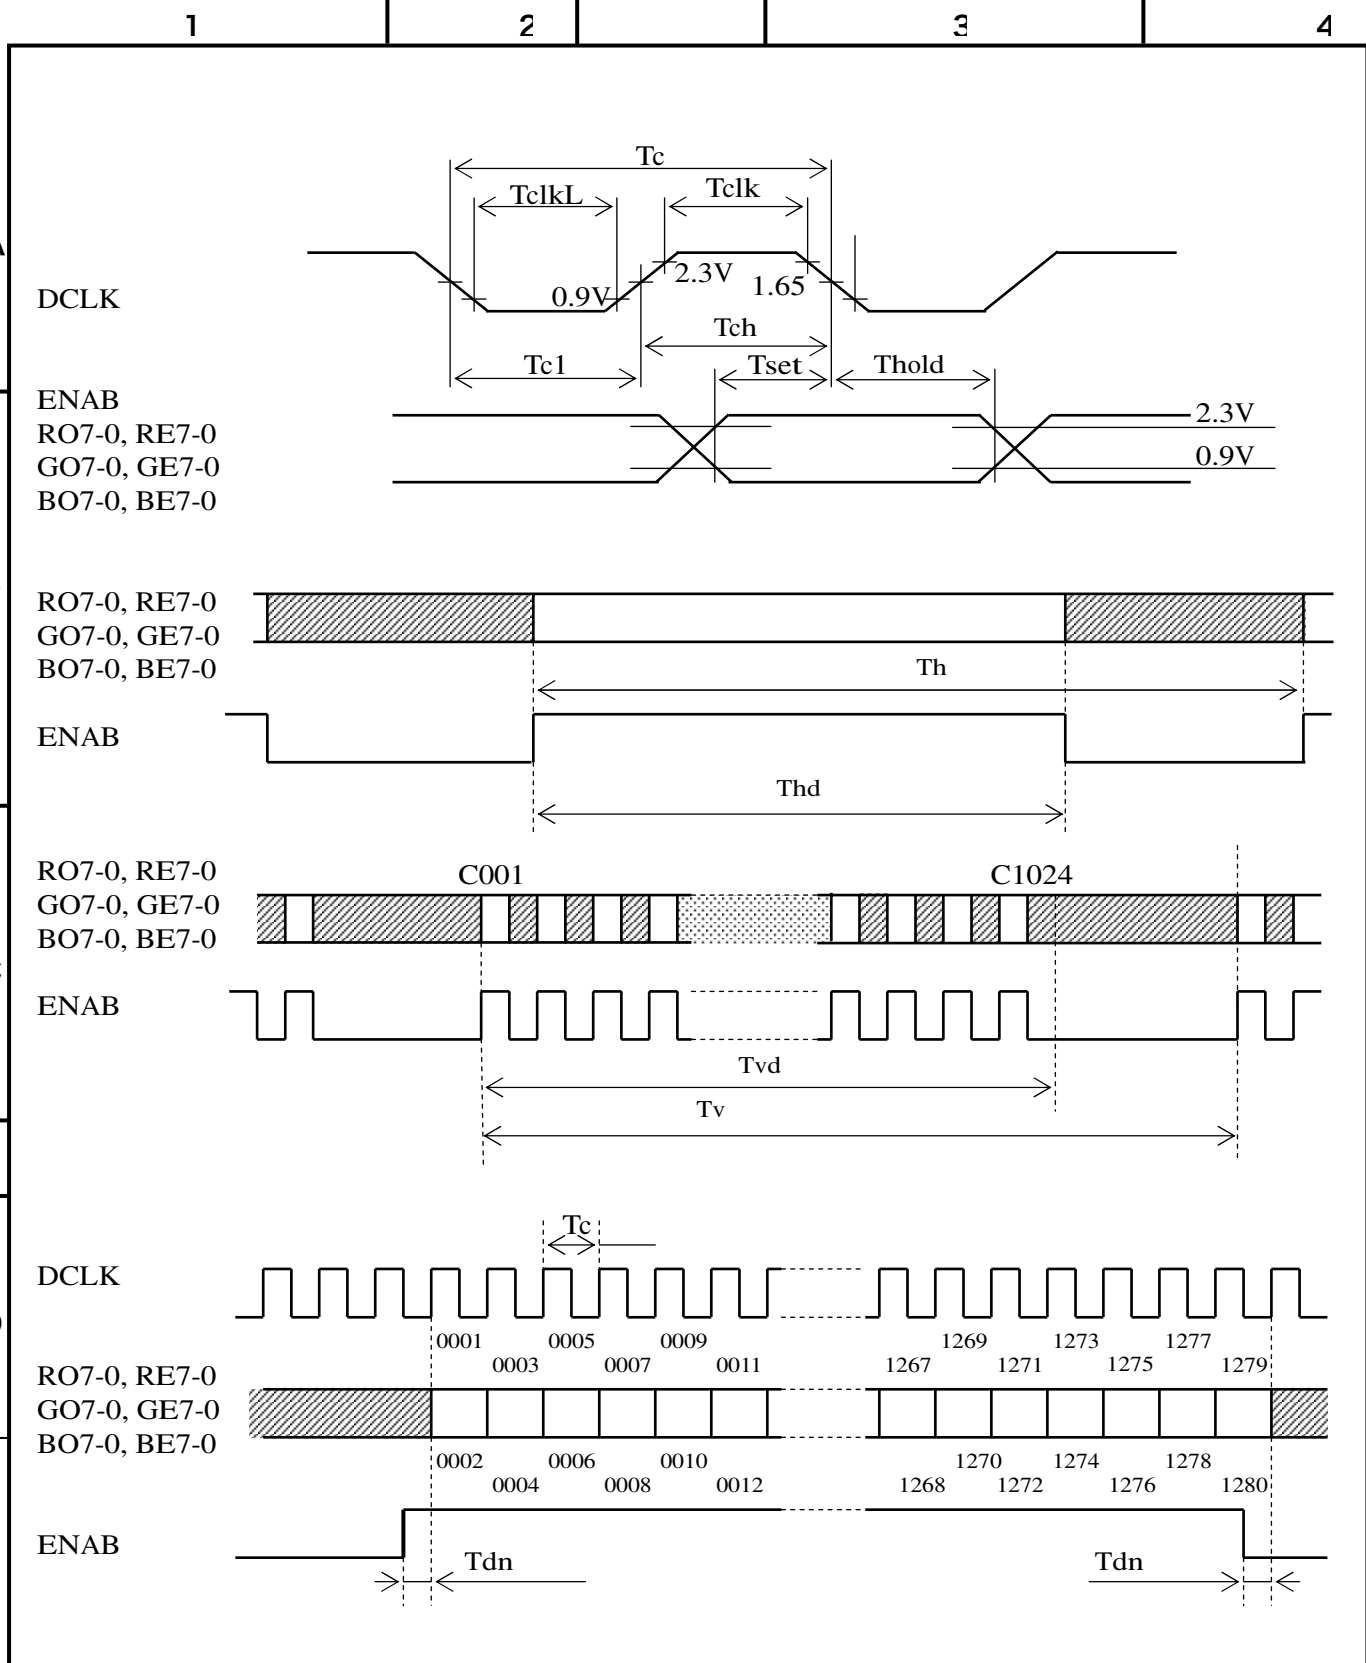 1 2 3 4
Tc
TclkL Tclk
A
DCLK 0.9V 2.3V 1.65
Tch
Tc1 Tset Thold
ENAB
RO7-0, RE7-0 2.3V
GO7-0, GE7-0 0.9V
BO7-0, BE7-0
RO7-0, RE7-0
GO7-0, GE7-0
BO7-0, BE7-0 Th
ENAB
Thd
RO7-0, RE7-0 C001 C1024
GO7-0, GE7-0
BO7-0, BE7-0
ENAB
Tvd
Tv
Tc
DCLK
0001 0005 0009 1269 1273 1277
0003 0007 0011 1267 1271 1275 1279
RO7-0, RE7-0
GO7-0, GE7-0
BO7-0, BE7-0
0002 0006 0010 1270 1274 1278
0004 0008 0012 1268 1272 1276 1280
ENAB
Tdn Tdn